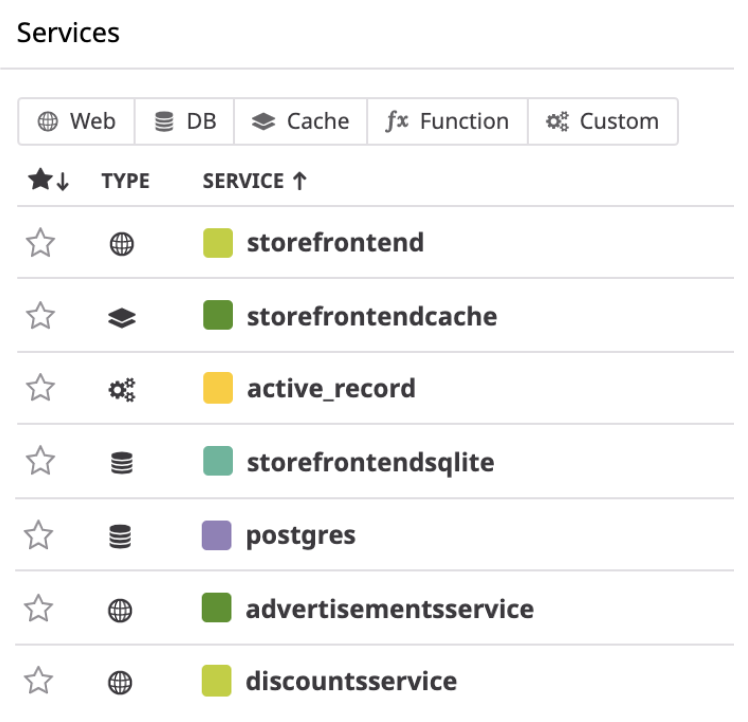 Services
Web DB Cache fx Function Custom
TYPE SERVICE
storefrontend
storefrontendcache
active_record
storefrontendsqlite
postgres
advertisementsservice
discountsservice